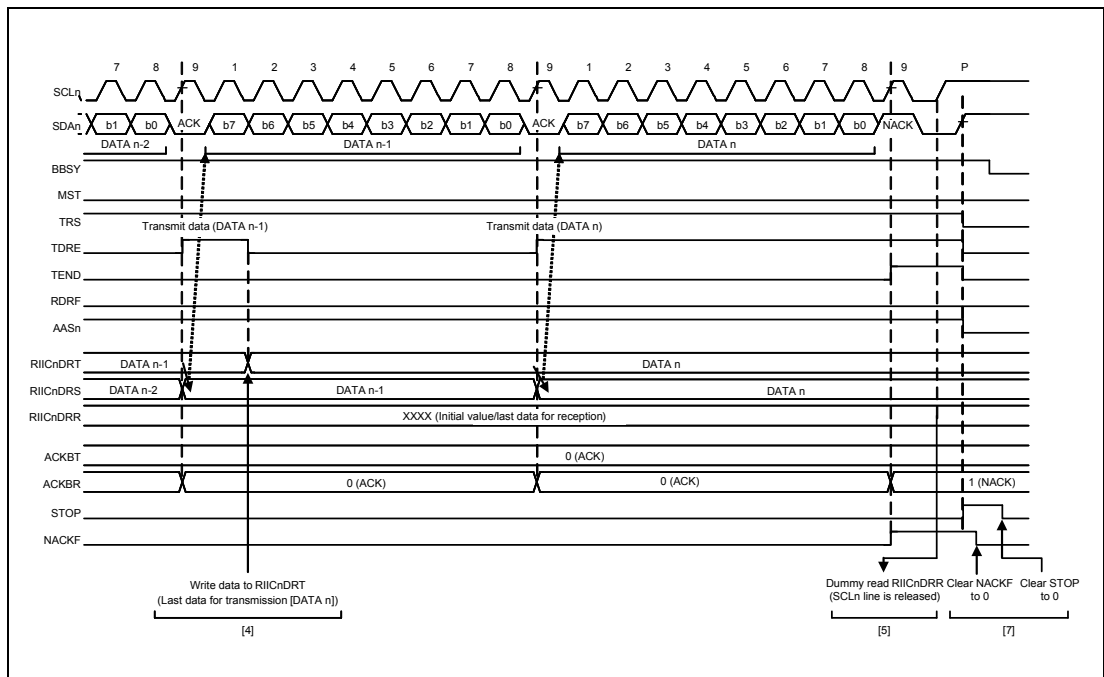 7 8 9 1 2 3 4 5 6 7 8 9 1 2 3 4 5 6 7 8 9 P
SCLn
SDAn b1 b0 ACK b7 b6 b5 b4 b3 b2 b1 b0 ACK b7 b6 b5 b4 b3 b2 b1 b0 NACK
DATA n-2 DATA n-1 DATA n
BBSY
MST
TRS
Transmit data (DATA n-1) Transmit data (DATA n)
TDRE
TEND
RDRF
AASn
RIICnDRT DATA n-1 DATA n
RIICnDRS DATA n-2 DATA n-1 DATA n
RIICnDRR XXXX (Initial value/last data for reception)
ACKBT 0 (ACK)
ACKBR 0 (ACK) 0 (ACK) 1 (NACK)
STOP
NACKF
Write data to RIICnDRT
(Last data for transmission [DATA n])
[4]
Dummy read RIICnDRR
(SCLn line is released)
[5]
Clear NACKF
to 0
Clear STOP
to 0
[7]